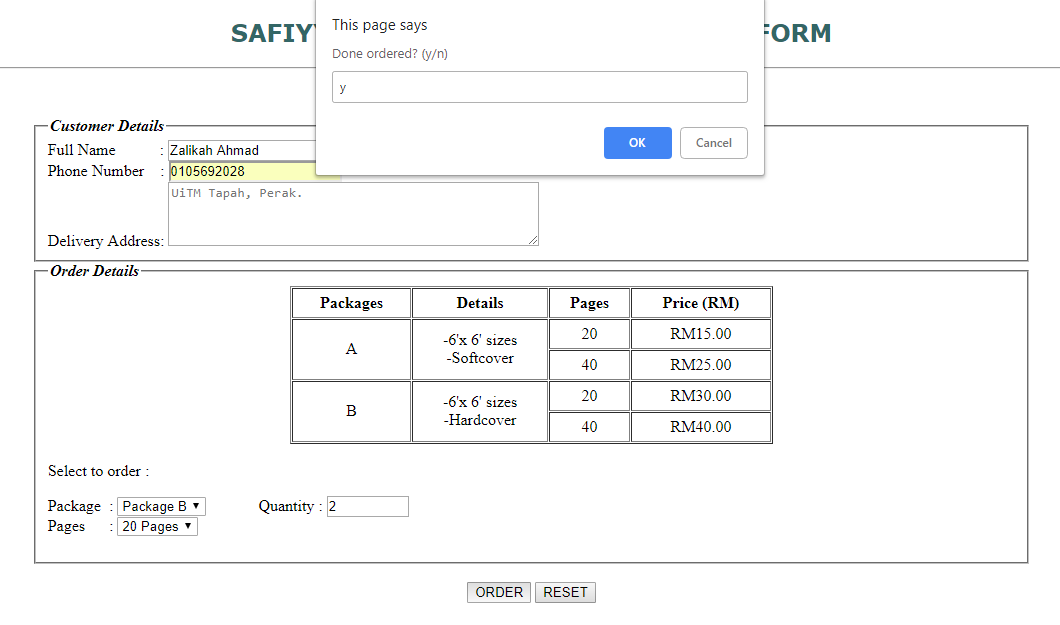 This page says
Done ordered? (y/n)
y
OK Cancel
FORM
Customer Details
Full Name : Zalikah Ahmad
Phone Number : 0105692028
UiTM Tapah, Perak.
Delivery Address:
Order Details
Packages Details Pages Price (RM)
A -6'x 6' sizes
-Softcover
20 RM15.00
40 RM25.00
B -6'x 6' sizes
-Hardcover
20 RM30.00
40 RM40.00
Select to order :
Package : Package B Quantity : 2
Pages : 20 Pages
ORDER RESET